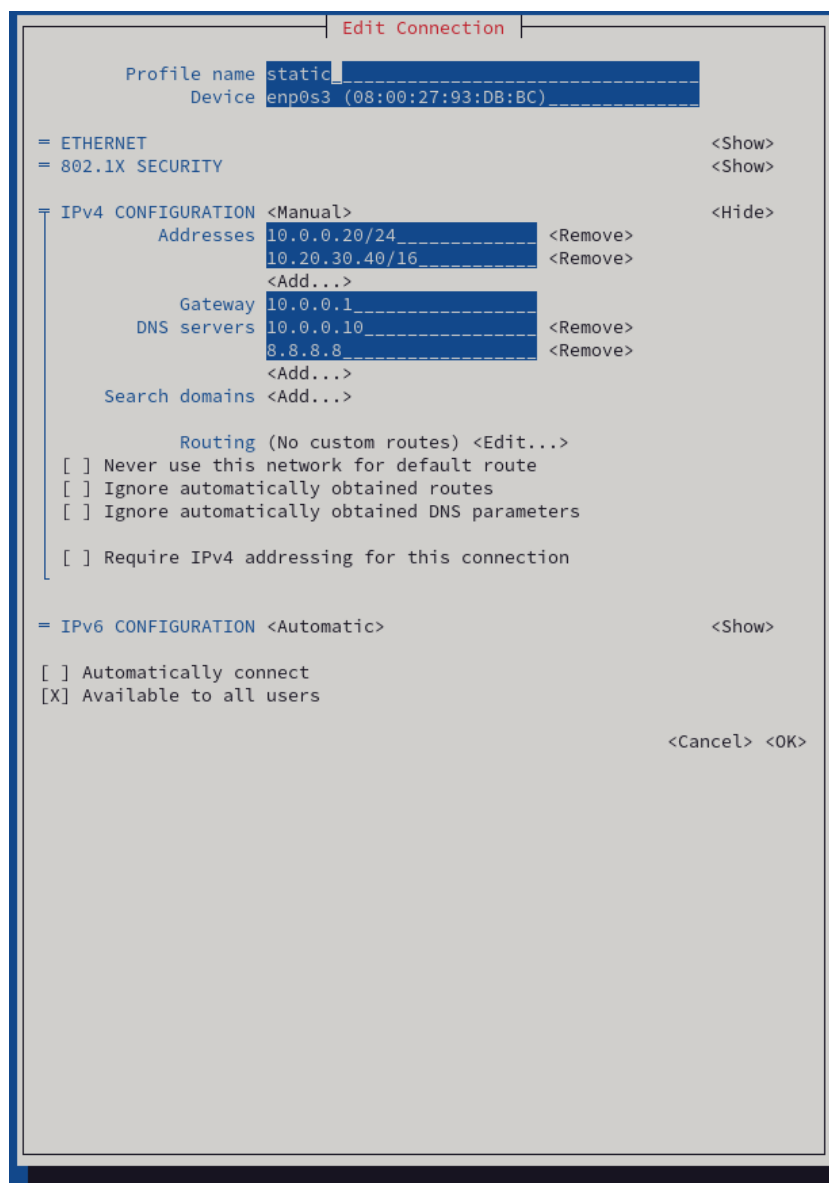 Edit Connection
Profile name static_
Device enp0s3 (08:00:27:93:DB:BC)
= ETHERNET <Show>
= 802.1X SECURITY <Show>
IPv4 CONFIGURATION <Manual> <Hide>
Addresses 10.0.0.20/24 <Remove>
10.20.30.40/16 <Remove>
<Add...>
Gateway 10.0.0.1
DNS servers 10.0.0.10 <Remove>
8.8.8.8 <Remove>
<Add...>
Search domains <Add...>
Routing (No custom routes) <Edit...>
[ ] Never use this network for default route
[ ] Ignore automatically obtained routes
[ ] Ignore automatically obtained DNS parameters
[ ] Require IPv4 addressing for this connection
= IPv6 CONFIGURATION <Automatic> <Show>
[ ] Automatically connect
[X] Available to all users
<Cancel> <OK>